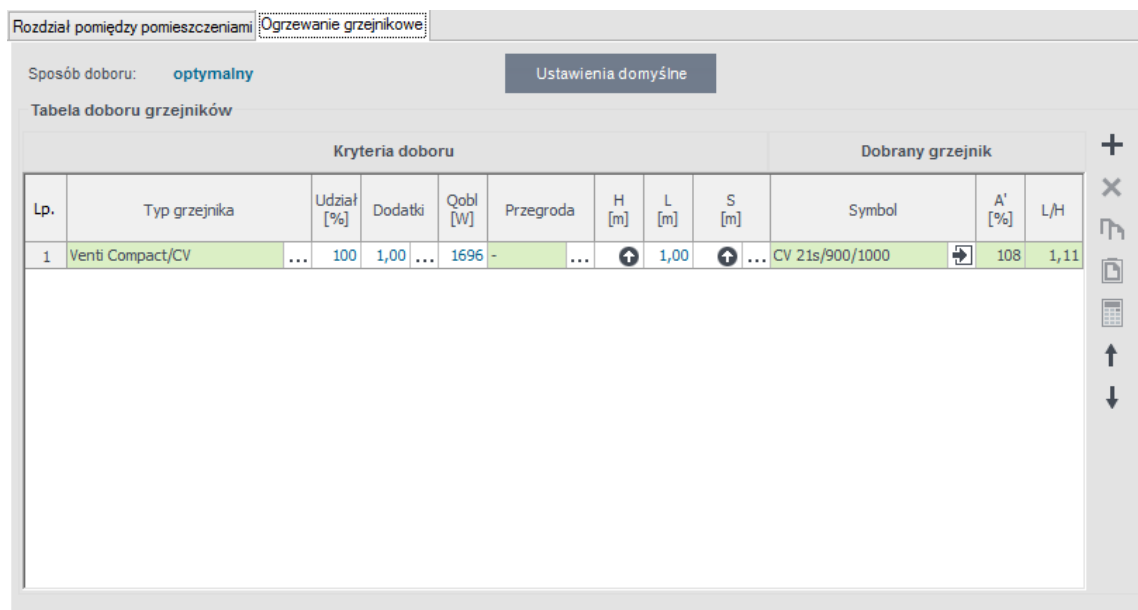 Rozdział pomiędzy pomieszczeniami Ogrzewanie grzejnikowe
Sposób doboru: optymalny Ustawienia domyślne
Tabela doboru grzejników
Kryteria doboru Dobrany grzejnik
Lp. Typ grzejnika Udział [%] Dodatki Qobl [W] Przegroda H [m] L [m] S [m] Symbol A' [%] L/H
1 Venti Compact/CV ... 100 1,00 ... 1696 - ... 1,00 ... CV 21s/900/1000 108 1,11